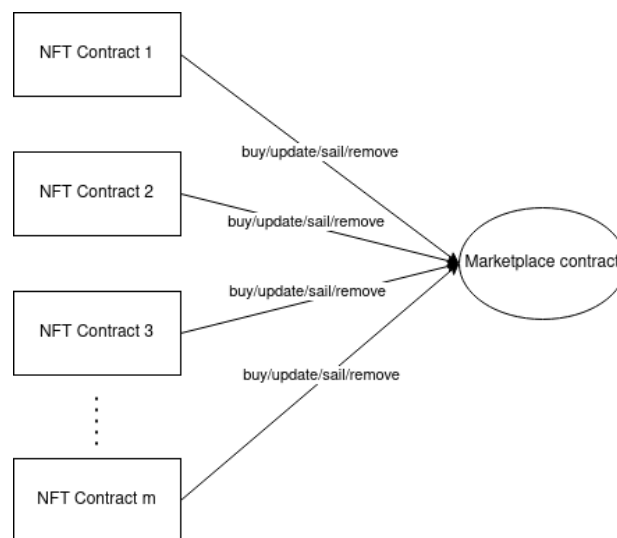 NFT Contract 1
buy/update/sail/remove
NFT Contract 2
buy/update/sail/remove
Marketplace contract
buy/update/sail/remove
NFT Contract 3
buy/update/sail/remove
NFT Contract m